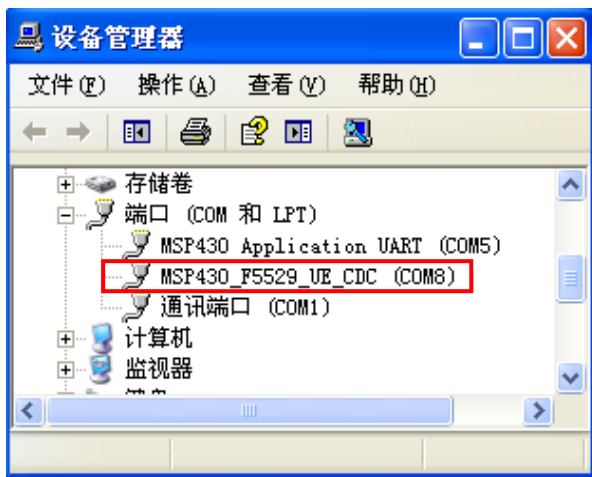 设备管理器
文件(F) 操作(A) 查看(V) 帮助(H)
存储卷
端口 (COM 和 LPT)
MSP430 Application UART (COM5)
MSP430_F5529_UE_CDC (COM8)
通讯端口 (COM1)
计算机
监视器